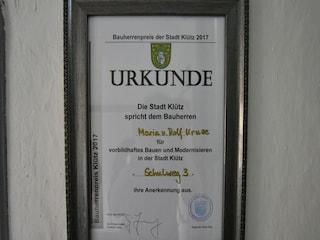 Bauherrenpreis der Stadt Klütz 2017
URKUNDE
Die Stadt Klütz
spricht dem Bauherren
Maria u. Rolf Kruse
für
vorbildhaftes Bauen und Modernisieren
in der Stadt Klütz
Schulweg 3
ihre Anerkennung aus.
Bauherrenpreis Klütz 2017